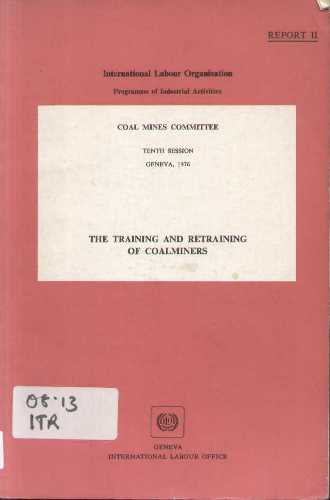 REPORT II
International Labour Organisation
Programme of Industrial Activities
COAL MINES COMMITTEE
TENTH SESSION
GENEVA, 1976
THE TRAINING AND RETRAINING
OF COALMINERS
08·13
ITR
GENEVA
INTERNATIONAL LABOUR OFFICE